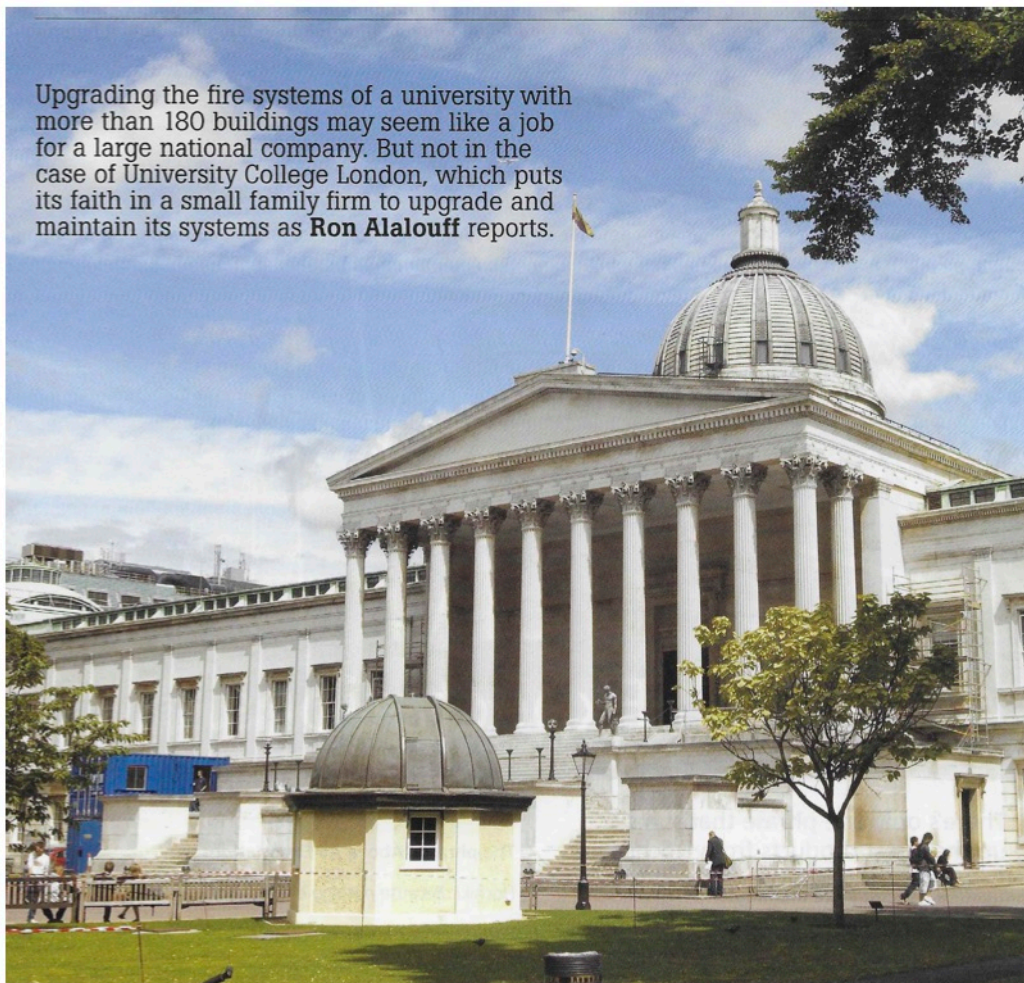 Upgrading the fire systems of a university with
more than 180 buildings may seem like a job
for a large national company. But not in the
case of University College London, which puts
its faith in a small family firm to upgrade and
maintain its systems as Ron Alalouff reports.